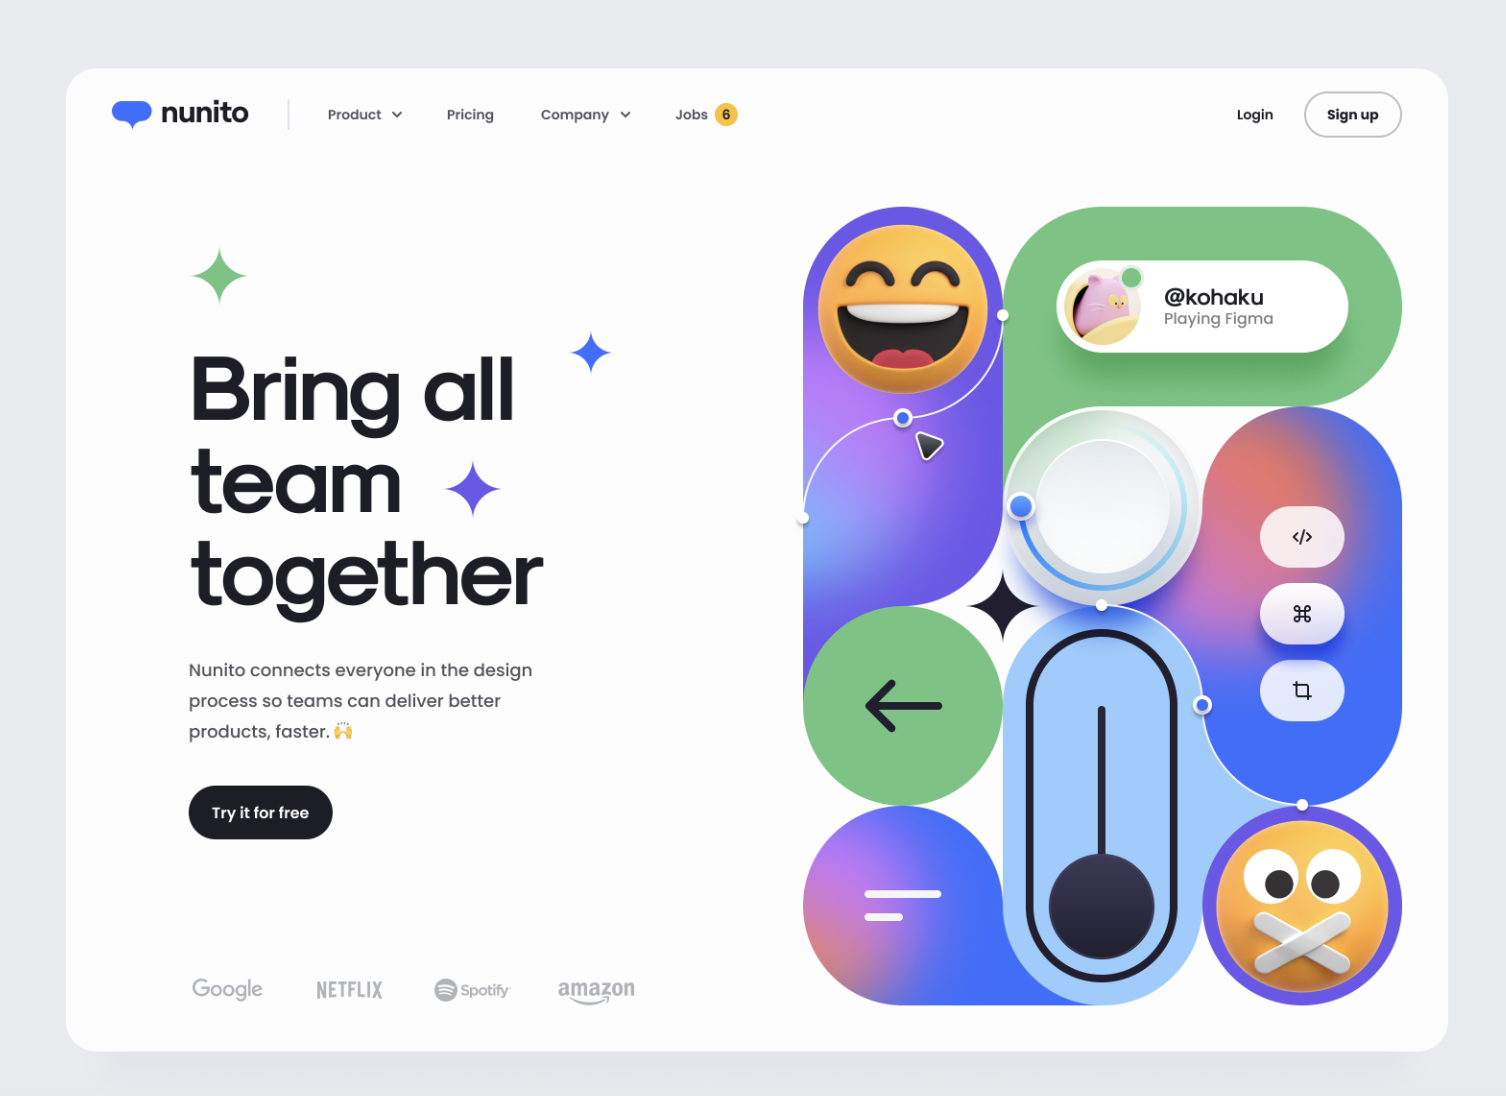 nunito
Product
Pricing
Company
Jobs 6
Login
Sign up
Bring all
team
together
Nunito connects everyone in the design
process so teams can deliver better
products, faster. 🙌
Try it for free
Google
NETFLIX
Spotify
amazon
@kohaku
Playing Figma
</>
⌘